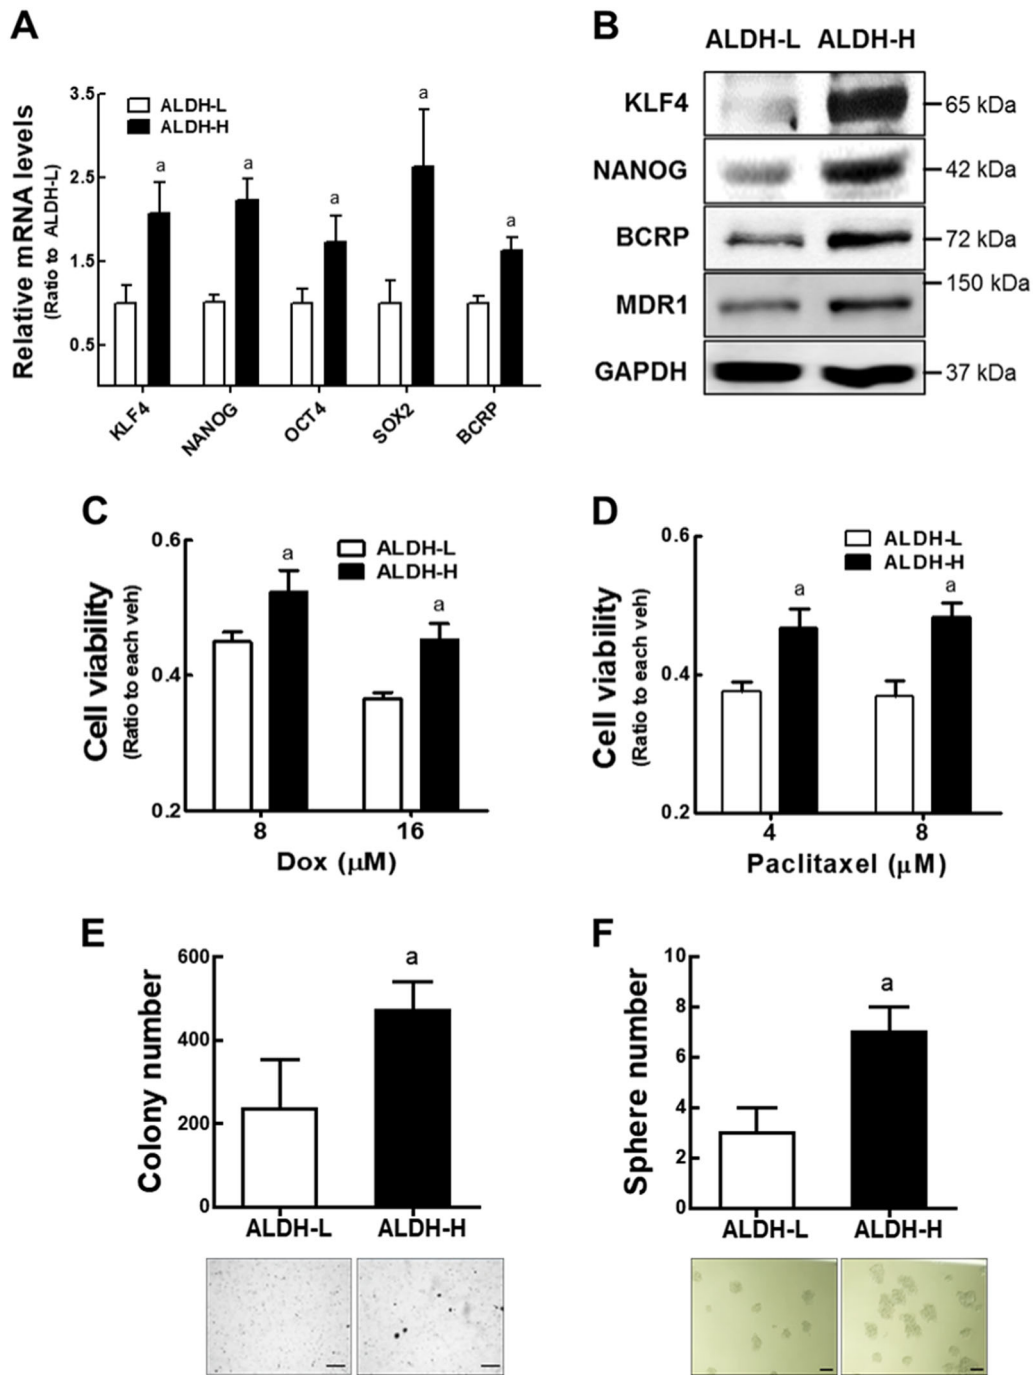 A
Relative mRNA levels
(Ratio to ALDH-L)
3.5
2.5
1.5
0.5
ALDH-L
ALDH-H
a
a
a
a
a
KLF4
NANOG
OCT4
SOX2
BCRP
B
ALDH-L ALDH-H
KLF4
65 kDa
NANOG
42 kDa
BCRP
72 kDa
150 kDa
MDR1
GAPDH
37 kDa
C
Cell viability
(Ratio to each veh)
0.6
0.4
0.2
ALDH-L
ALDH-H
a
a
8
16
Dox (μM)
D
Cell viability
(Ratio to each veh)
0.6
0.4
0.2
ALDH-L
ALDH-H
a
a
4
8
Paclitaxel (μM)
E
Colony number
600
400
200
0
a
ALDH-L
ALDH-H
F
Sphere number
10
8
6
4
2
0
a
ALDH-L
ALDH-H